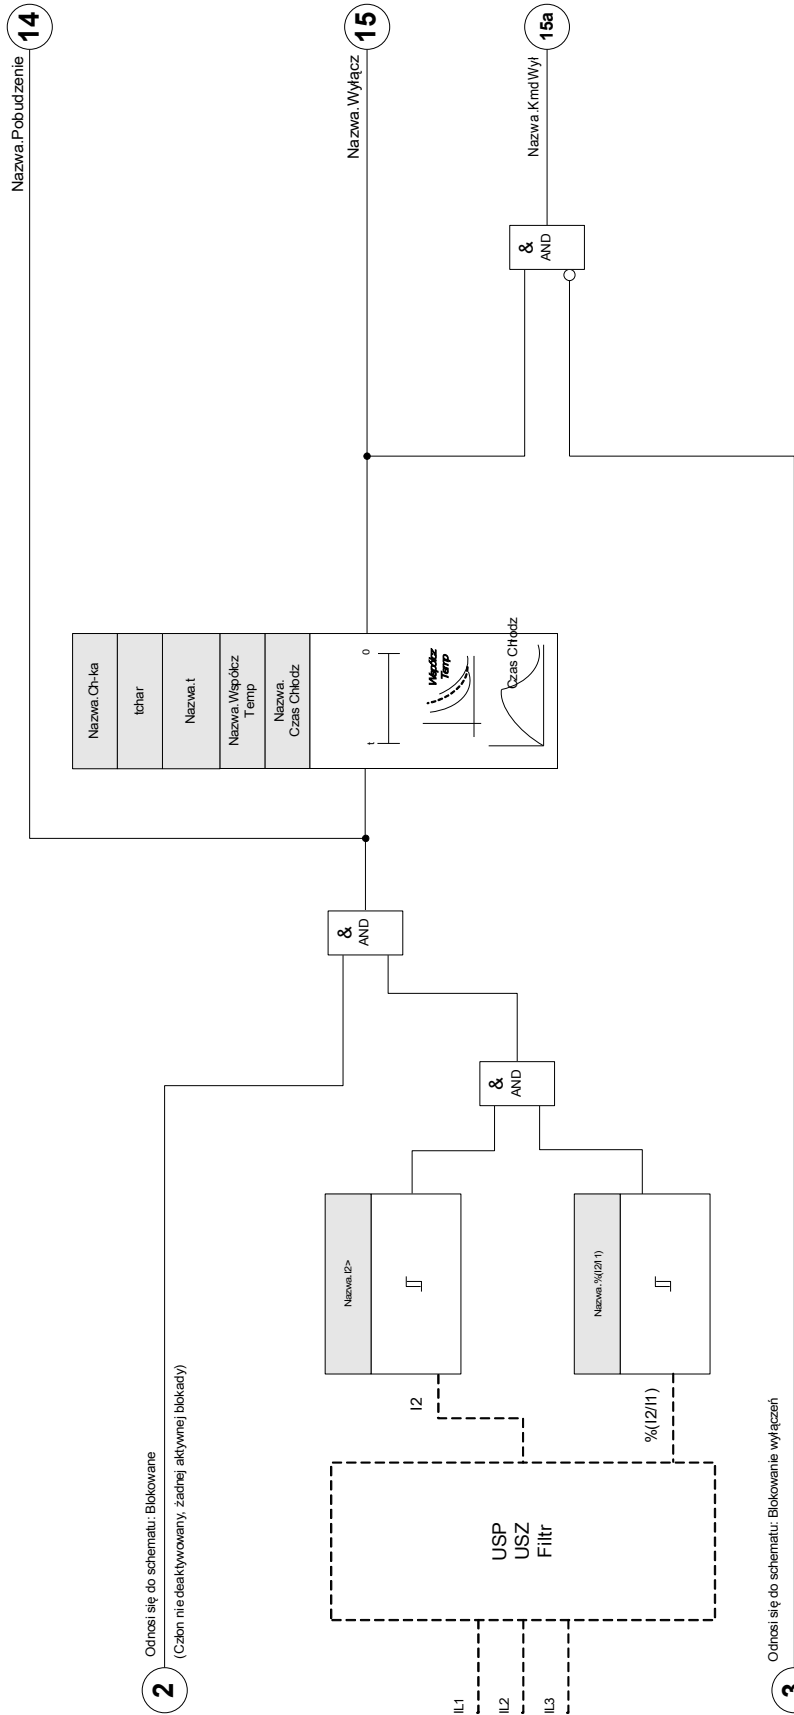 14
Nazwa.Pobudzenie
15
Nazwa.Wyłącz
15a
Nazwa.KmdWył
&
AND
Nazwa.Ch-ka
tchar
Nazwa.t
Nazwa.Współcz
Temp
Nazwa.
Czas Chłodz
t
0
Współcz
Temp
Czas Chłodz
&
AND
&
AND
Nazwa.I2>
Nazwa.%(I2/I1)
I2
%(I2/I1)
USP
USZ
Filtr
IL1
IL2
IL3
2
Odnosi się do schematu: Blokowane
(Człon nie deaktywowany, żadnej aktywnej blokady)
3
Odnosi się do schematu: Blokowanie wyłączeń